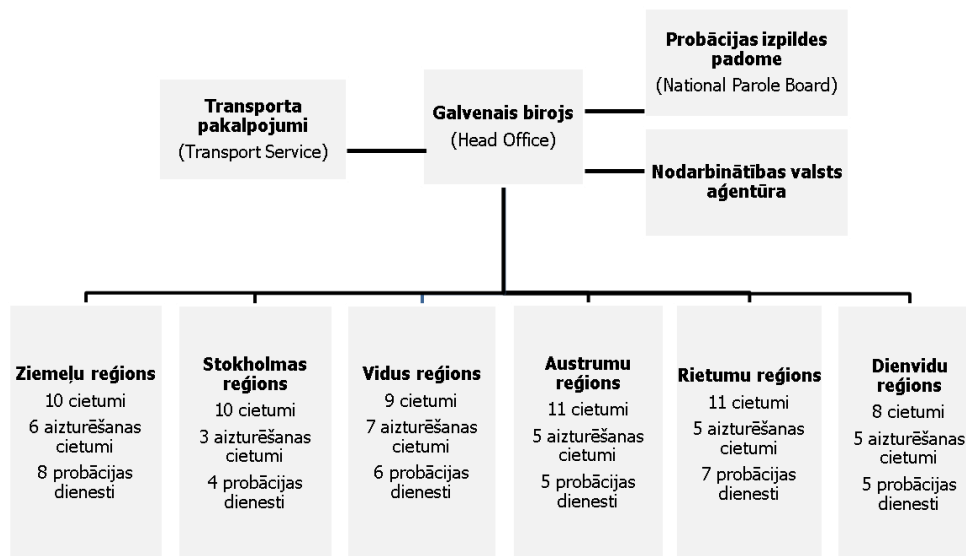 Probācijas izpildes
padome
(National Parole Board)
Transporta
pakalpojumi
(Transport Service)
Galvenais birojs
(Head Office)
Nodarbinātības valsts
aģentūra
Ziemeļu reģions
10 cietumi
6 aizturēšanas
cietumi
8 probācijas
dienesti
Stokholmas
reģions
10 cietumi
3 aizturēšanas
cietumi
4 probācijas
dienesti
Vidus reģions
9 cietumi
7 aizturēšanas
cietumi
6 probācijas
dienesti
Austrumu
reģions
11 cietumi
5 aizturēšanas
cietumi
5 probācijas
dienesti
Rietumu reģions
11 cietumi
5 aizturēšanas
cietumi
7 probācijas
dienesti
Dienvidu
reģions
8 cietumi
5 aizturēšanas
cietumi
5 probācijas
dienesti